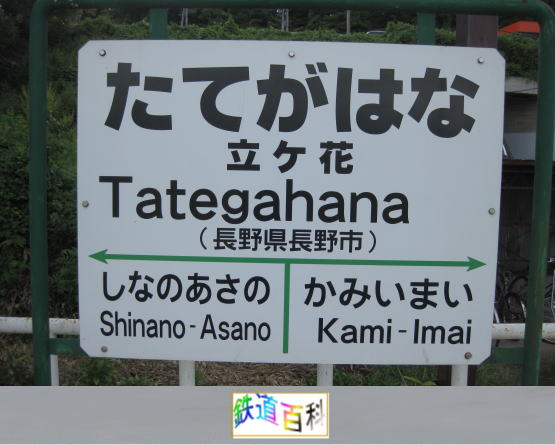 たてがはな
立ケ花
Tategahana
（長野県長野市）
しなのあさの かみいまい
Shinano-Asano Kami-Imai
鉄道百科